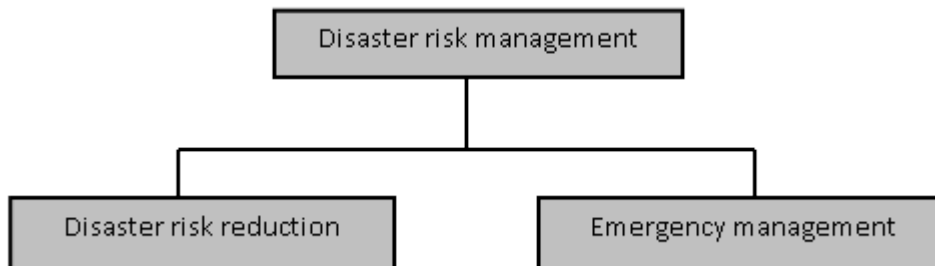 Disaster risk management
Disaster risk reduction
Emergency management